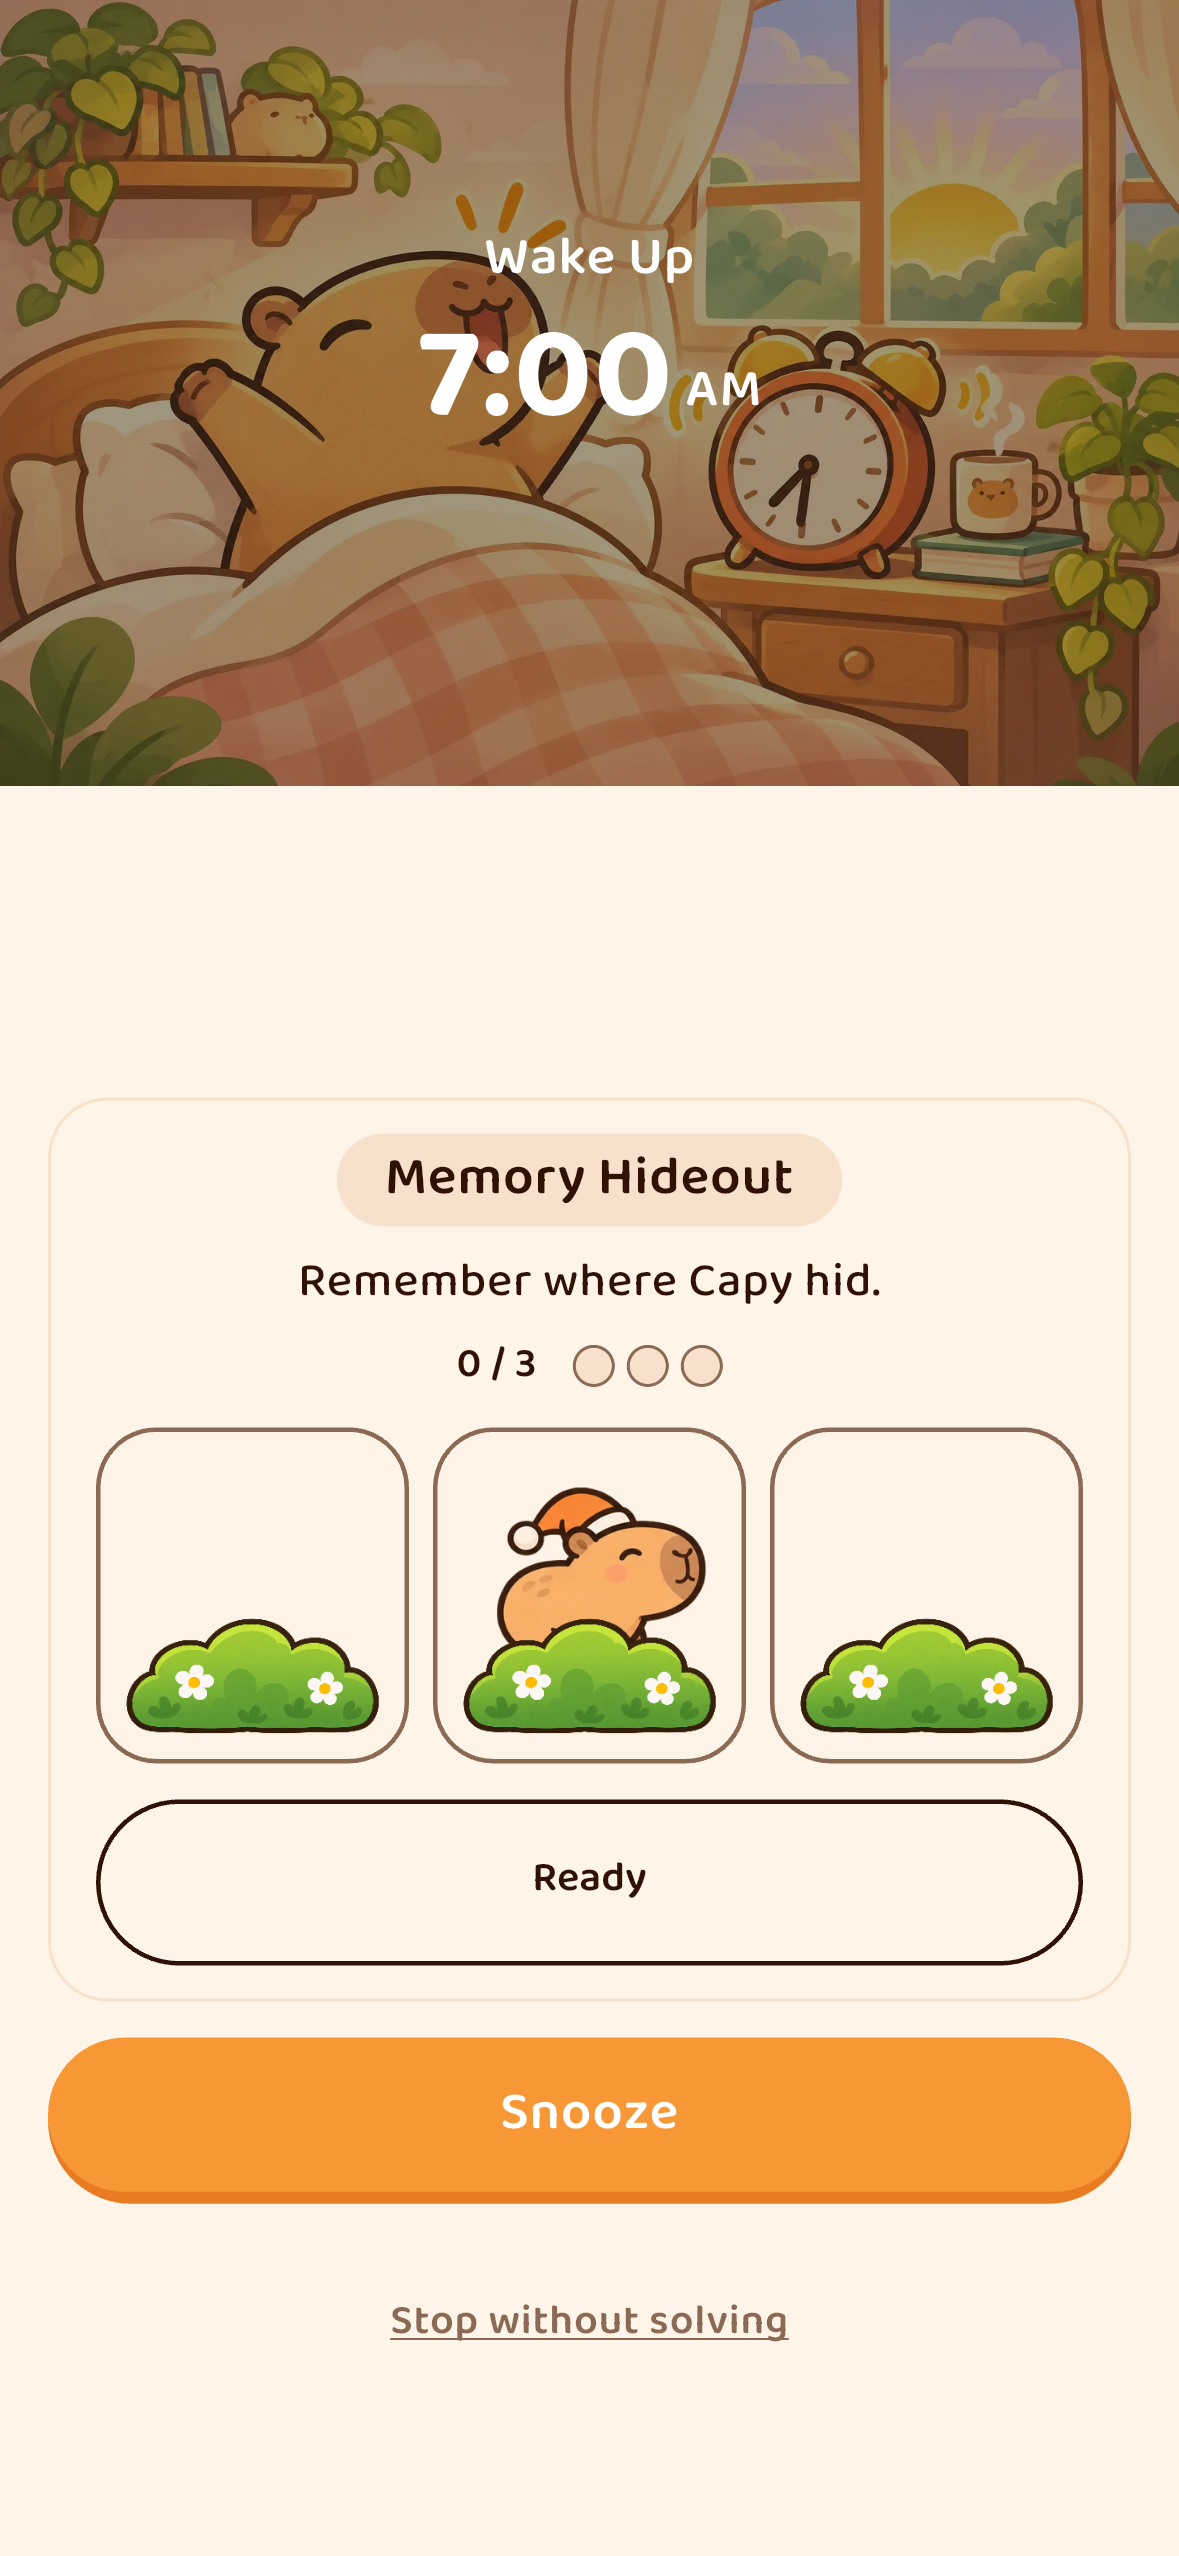 Wake Up
7:00 AM
Memory Hideout
Remember where Capy hid.
0 / 3
Ready
Snooze
Stop without solving